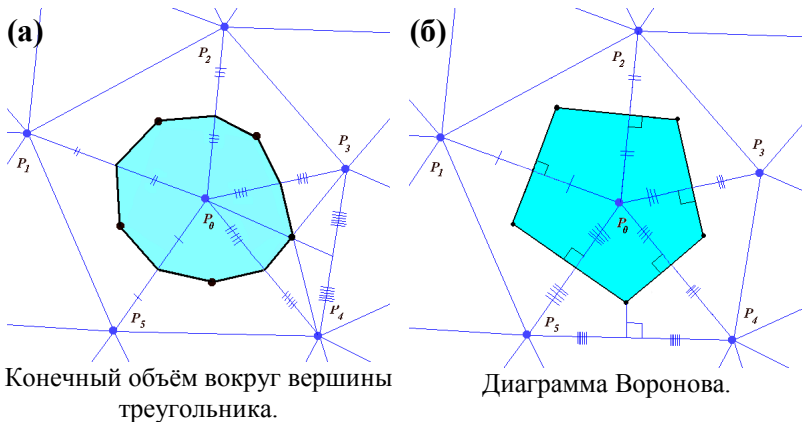 (а)
P2
P1
P3
P0
P5
P4
Конечный объём вокруг вершины
треугольника.
(б)
P2
P1
P3
P0
P5
P4
Диаграмма Воронова.